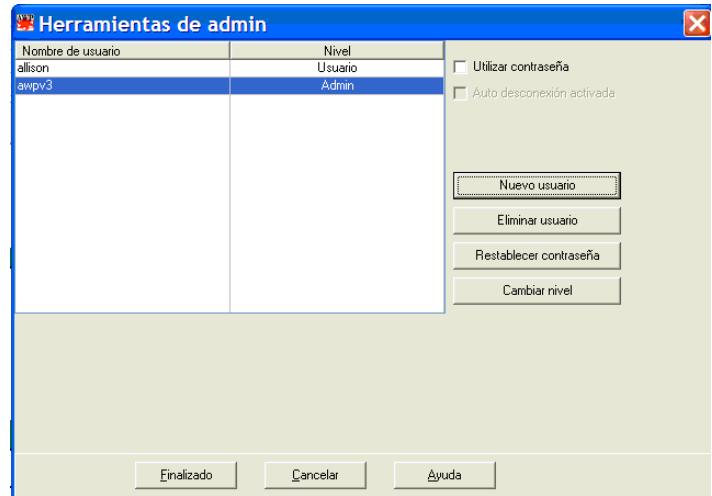 Herramientas de admin
Nombre de usuario Nivel
allison Usuario
awpv3 Admin
Utilizar contraseña
Auto desconexión activada
Nuevo usuario
Eliminar usuario
Restablecer contraseña
Cambiar nivel
Finalizado Cancelar Ayuda